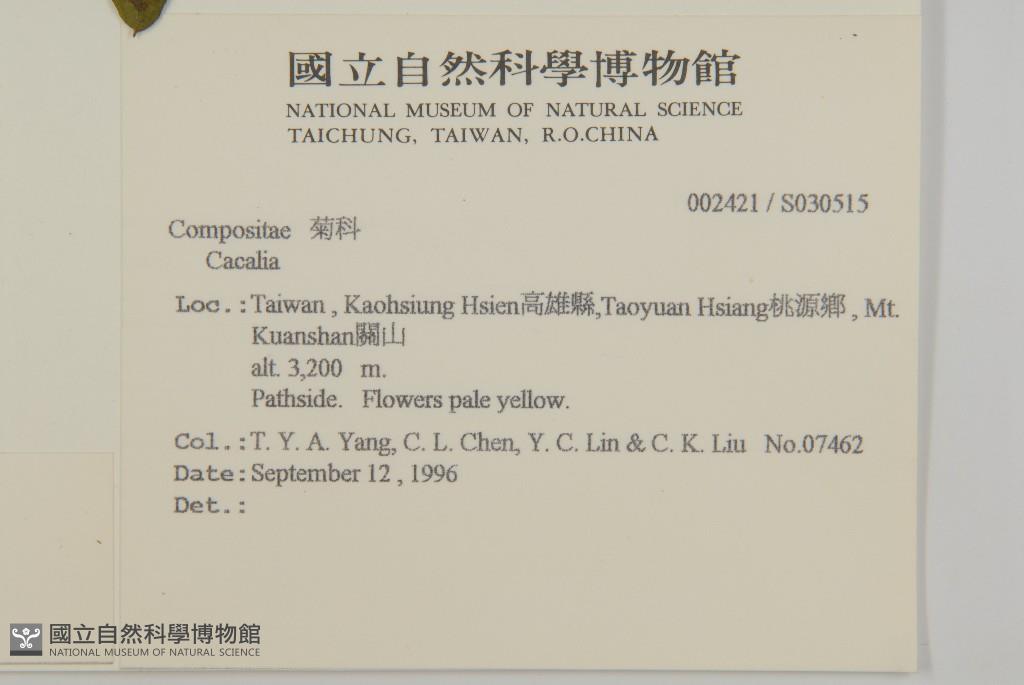 國立自然科學博物館
NATIONAL MUSEUM OF NATURAL SCIENCE
TAICHUNG, TAIWAN, R.O.CHINA
002421 / S030515
Compositae 菊科
Cacalia
Loc.: Taiwan , Kaohsiung Hsien高雄縣,Taoyuan Hsiang桃源鄉 , Mt.
Kuanshan關山
alt. 3,200 m.
Pathside. Flowers pale yellow.
Col.: T. Y. A. Yang, C. L. Chen, Y. C. Lin & C. K. Liu No.07462
Date: September 12 , 1996
Det.:
國立自然科學博物館
NATIONAL MUSEUM OF NATURAL SCIENCE